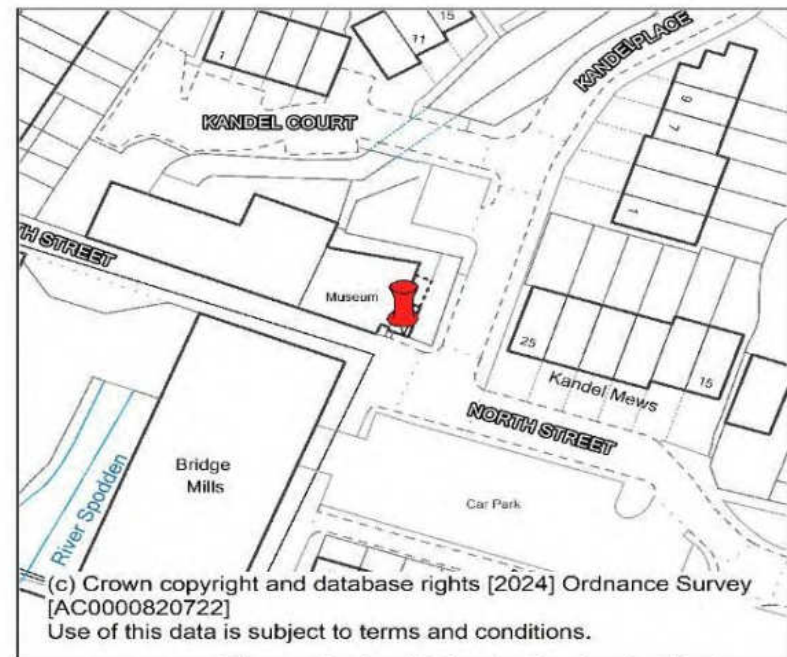 15
11
1
KANDEL PLACE
KANDEL COURT
9
7
1
TH STREET
Museum
25
Kandel Mews
15
NORTH STREET
Bridge
Mills
River Spodden
Car Park
(c) Crown copyright and database rights [2024] Ordnance Survey
[AC0000820722]
Use of this data is subject to terms and conditions.